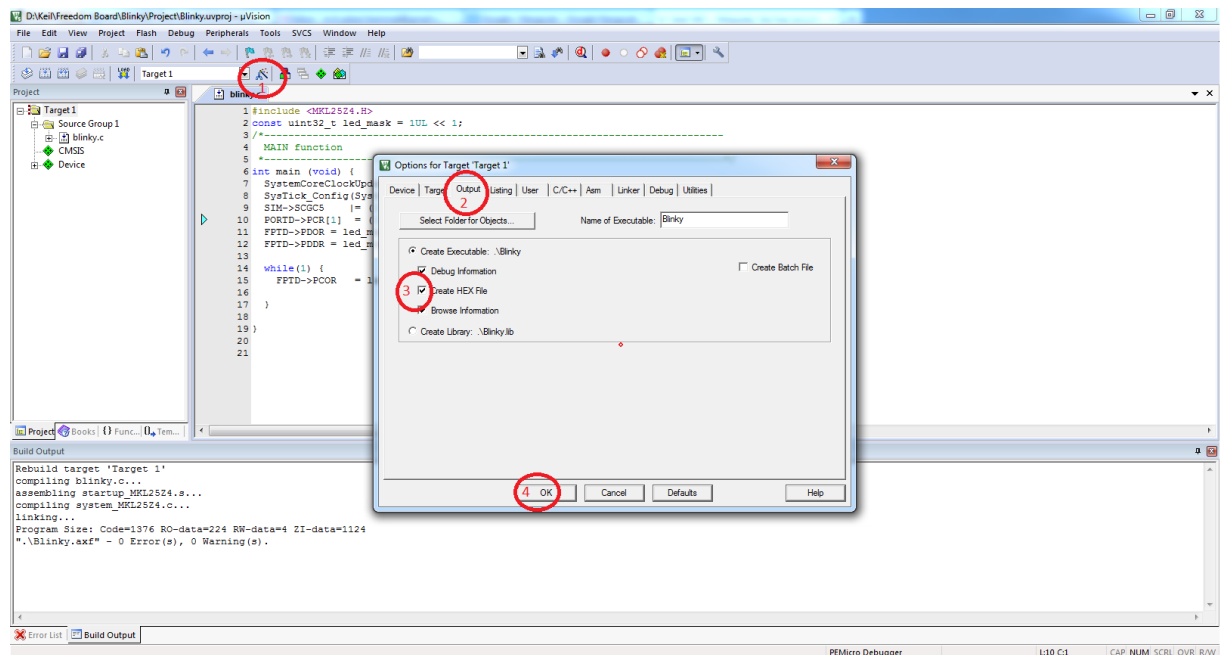 D:\Keil\Freedom Board\Blinky\Project\Blinky.uvproj - µVision
File Edit View Project Flash Debug Peripherals Tools SVCS Window Help
Target 1
1
Project
Target 1
Source Group 1
blinky.c
CMSIS
Device
1 #include <MKL25Z4.H>
2 const uint32_t led_mask = 1UL << 1;
3 /*----------------------------------------------------------------------------
4 MAIN function
5 *--------------------
6 int main (void) {
7 SystemCoreClockUpd
8 SysTick_Config(Sys
9 SIM->SCGC5 |= (
10 PORTD->PCR[1] = (
11 FPTD->PDOR = led_m
12 FPTD->PDDR = led_m
13
14 while(1) {
15 FPTD->PCOR = l
16
17 }
18
19 }
20
21
Options for Target 'Target 1'
Device Targe Output Listing User C/C++ Asm Linker Debug Utilities
2
Select Folder for Objects... Name of Executable: Blinky
Create Executable: .\Blinky
Debug Information Create Batch File
3 Create HEX File
Browse Information
Create Library: .\Blinky.lib
4 OK Cancel Defaults Help
Project Books {} Func... Tem...
Build Output
Rebuild target 'Target 1'
compiling blinky.c...
assembling startup_MKL25Z4.s...
compiling system_MKL25Z4.c...
linking...
Program Size: Code=1376 RO-data=224 RW-data=4 ZI-data=1124
".\Blinky.axf" - 0 Error(s), 0 Warning(s).
Error List Build Output
PEMicro Debugger L:10 C:1 CAP NUM SCRL OVR R/W